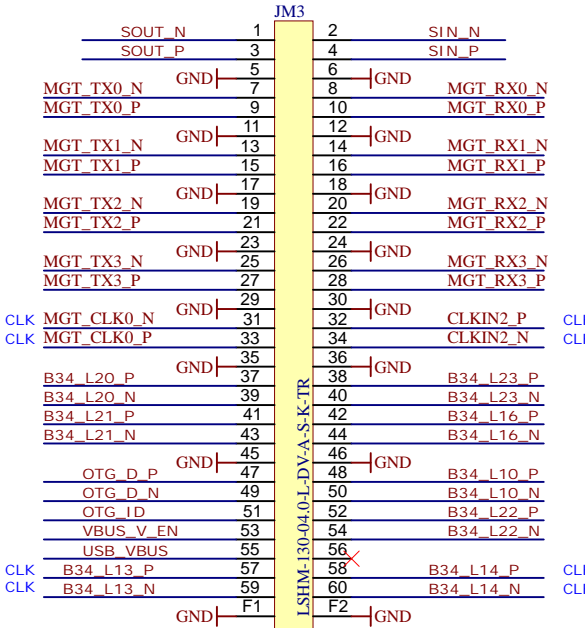 JM3
SOUT_N 1 2 SIN_N
SOUT_P 3 4 SIN_P
GND 5 6 GND
MGT_TX0_N 7 8 MGT_RX0_N
MGT_TX0_P 9 10 MGT_RX0_P
GND 11 12 GND
MGT_TX1_N 13 14 MGT_RX1_N
MGT_TX1_P 15 16 MGT_RX1_P
GND 17 18 GND
MGT_TX2_N 19 20 MGT_RX2_N
MGT_TX2_P 21 22 MGT_RX2_P
GND 23 24 GND
MGT_TX3_N 25 26 MGT_RX3_N
MGT_TX3_P 27 28 MGT_RX3_P
GND 29 30 GND
CLK MGT_CLK0_N 31 32 CLKIN2_P
CLK MGT_CLK0_P 33 34 CLKIN2_N
GND 35 36 GND
B34_L20_P 37 38 B34_L23_P
B34_L20_N 39 40 B34_L23_N
B34_L21_P 41 42 B34_L16_P
B34_L21_N 43 44 B34_L16_N
GND 45 46 GND
OTG_D_P 47 48 B34_L10_P
OTG_D_N 49 50 B34_L10_N
OTG_ID 51 52 B34_L22_P
VBUS_V_EN 53 54 B34_L22_N
USB_VBUS 55 56
CLK B34_L13_P 57 58 B34_L14_P
CLK B34_L13_N 59 60 B34_L14_N
GND F1 F2 GND
LSHM-130-04.0-L-DV-A-S-K-TR